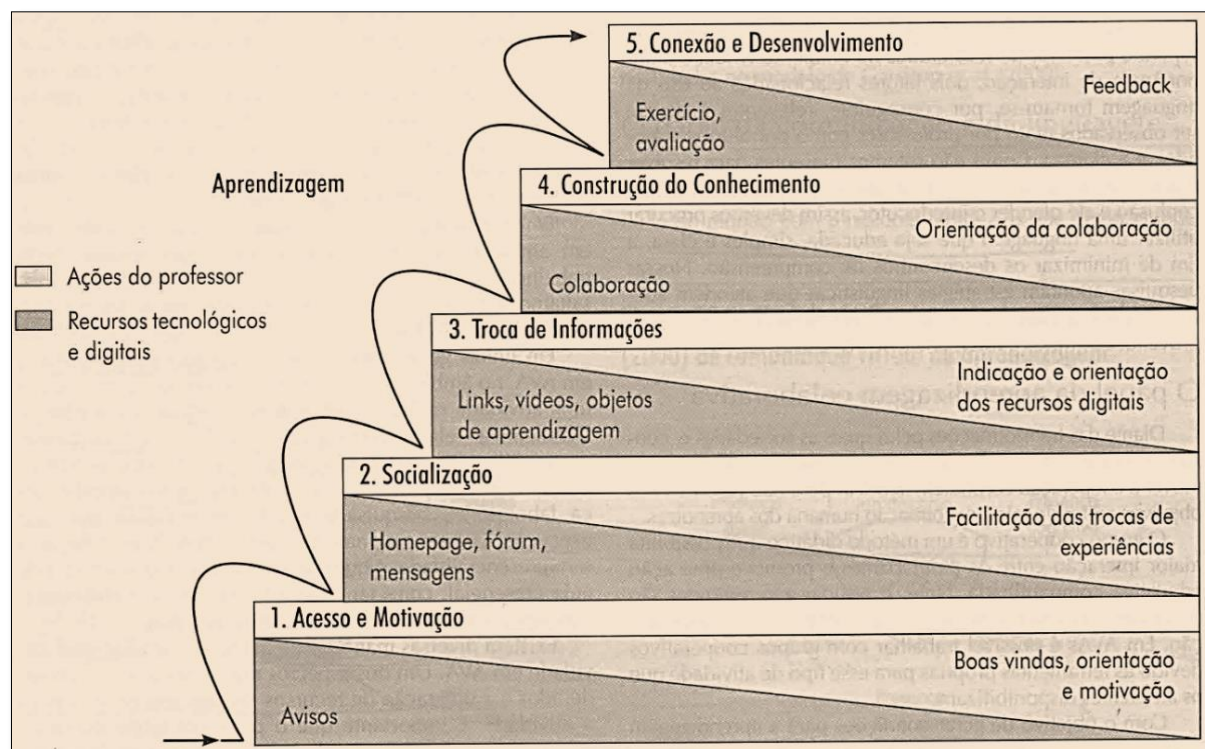 5. Conexão e Desenvolvimento
Feedback
Exercício,
avaliação
Aprendizagem
4. Construção do Conhecimento
Orientação da colaboração
Colaboração
Ações do professor
Recursos tecnológicos
e digitais
3. Troca de Informações
Indicação e orientação
dos recursos digitais
Links, vídeos, objetos
de aprendizagem
2. Socialização
Facilitação das trocas de
experiências
Homepage, fórum,
mensagens
1. Acesso e Motivação
Boas vindas, orientação
e motivação
Avisos